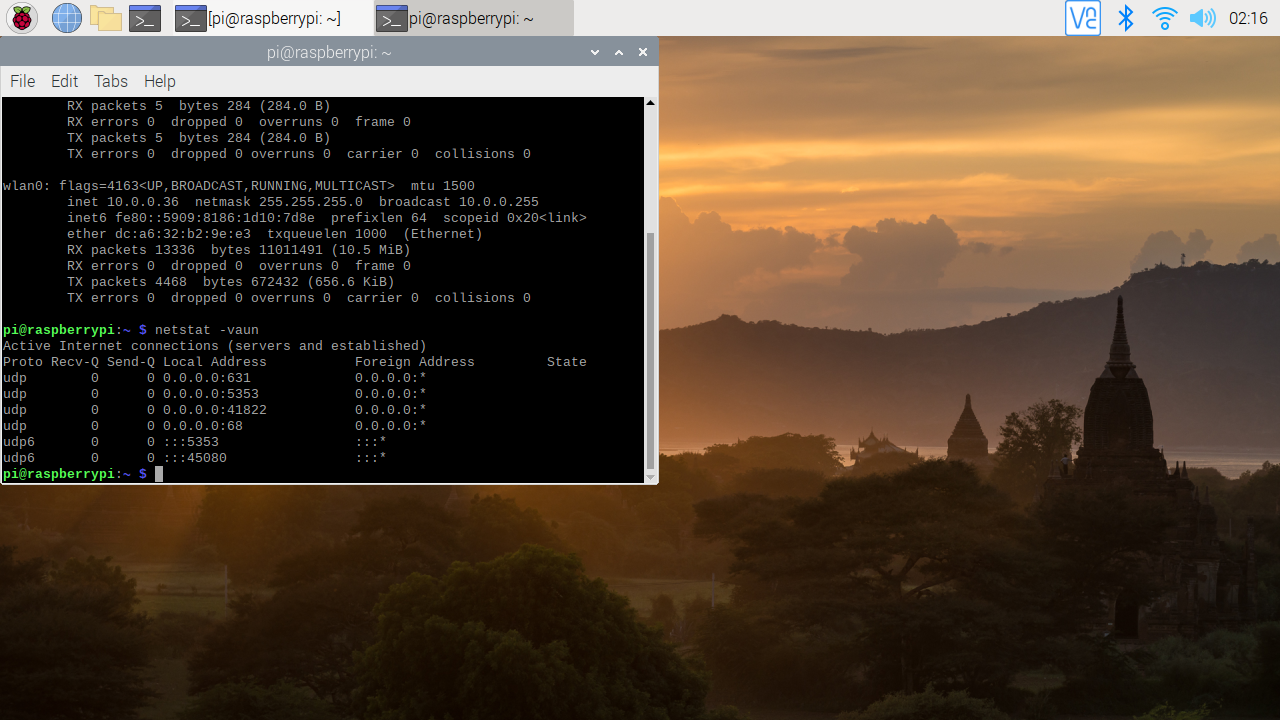 [pi@raspberrypi: ~]
pi@raspberrypi: ~
02:16
pi@raspberrypi: ~
File Edit Tabs Help
RX packets 5  bytes 284 (284.0 B)
RX errors 0  dropped 0  overruns 0  frame 0
TX packets 5  bytes 284 (284.0 B)
TX errors 0  dropped 0 overruns 0  carrier 0  collisions 0
wlan0: flags=4163<UP,BROADCAST,RUNNING,MULTICAST>  mtu 1500
inet 10.0.0.36  netmask 255.255.255.0  broadcast 10.0.0.255
inet6 fe80::5909:8186:1d10:7d8e  prefixlen 64  scopeid 0x20<link>
ether dc:a6:32:b2:9e:e3  txqueuelen 1000  (Ethernet)
RX packets 13336  bytes 11011491 (10.5 MiB)
RX errors 0  dropped 0  overruns 0  frame 0
TX packets 4468  bytes 672432 (656.6 KiB)
TX errors 0  dropped 0 overruns 0  carrier 0  collisions 0
pi@raspberrypi:~ $ netstat -vaun
Active Internet connections (servers and established)
Proto Recv-Q Send-Q Local Address           Foreign Address         State
udp        0      0 0.0.0.0:631             0.0.0.0:*
udp        0      0 0.0.0.0:5353            0.0.0.0:*
udp        0      0 0.0.0.0:41822           0.0.0.0:*
udp        0      0 0.0.0.0:68              0.0.0.0:*
udp6       0      0 :::5353                 :::*
udp6       0      0 :::45080                :::*
pi@raspberrypi:~ $